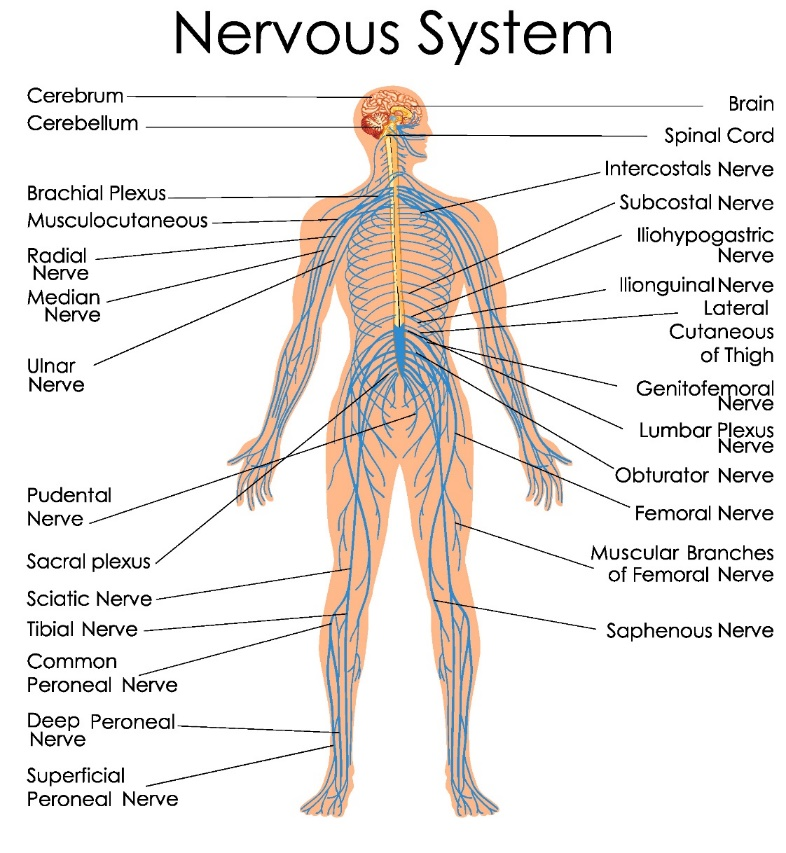 Nervous System
Cerebrum
Cerebellum
Brachial Plexus
Musculocutaneous
Radial
Nerve
Median
Nerve
Ulnar
Nerve
Pudental
Nerve
Sacral plexus
Sciatic Nerve
Tibial Nerve
Common
Peroneal Nerve
Deep Peroneal
Nerve
Superficial
Peroneal Nerve
Brain
Spinal Cord
Intercostals Nerve
Subcostal Nerve
Iliohypogastric
Nerve
Ilionguinal Nerve
Lateral
Cutaneous
of Thigh
Genitofemoral
Nerve
Lumbar Plexus
Nerve
Obturator Nerve
Femoral Nerve
Muscular Branches
of Femoral Nerve
Saphenous Nerve